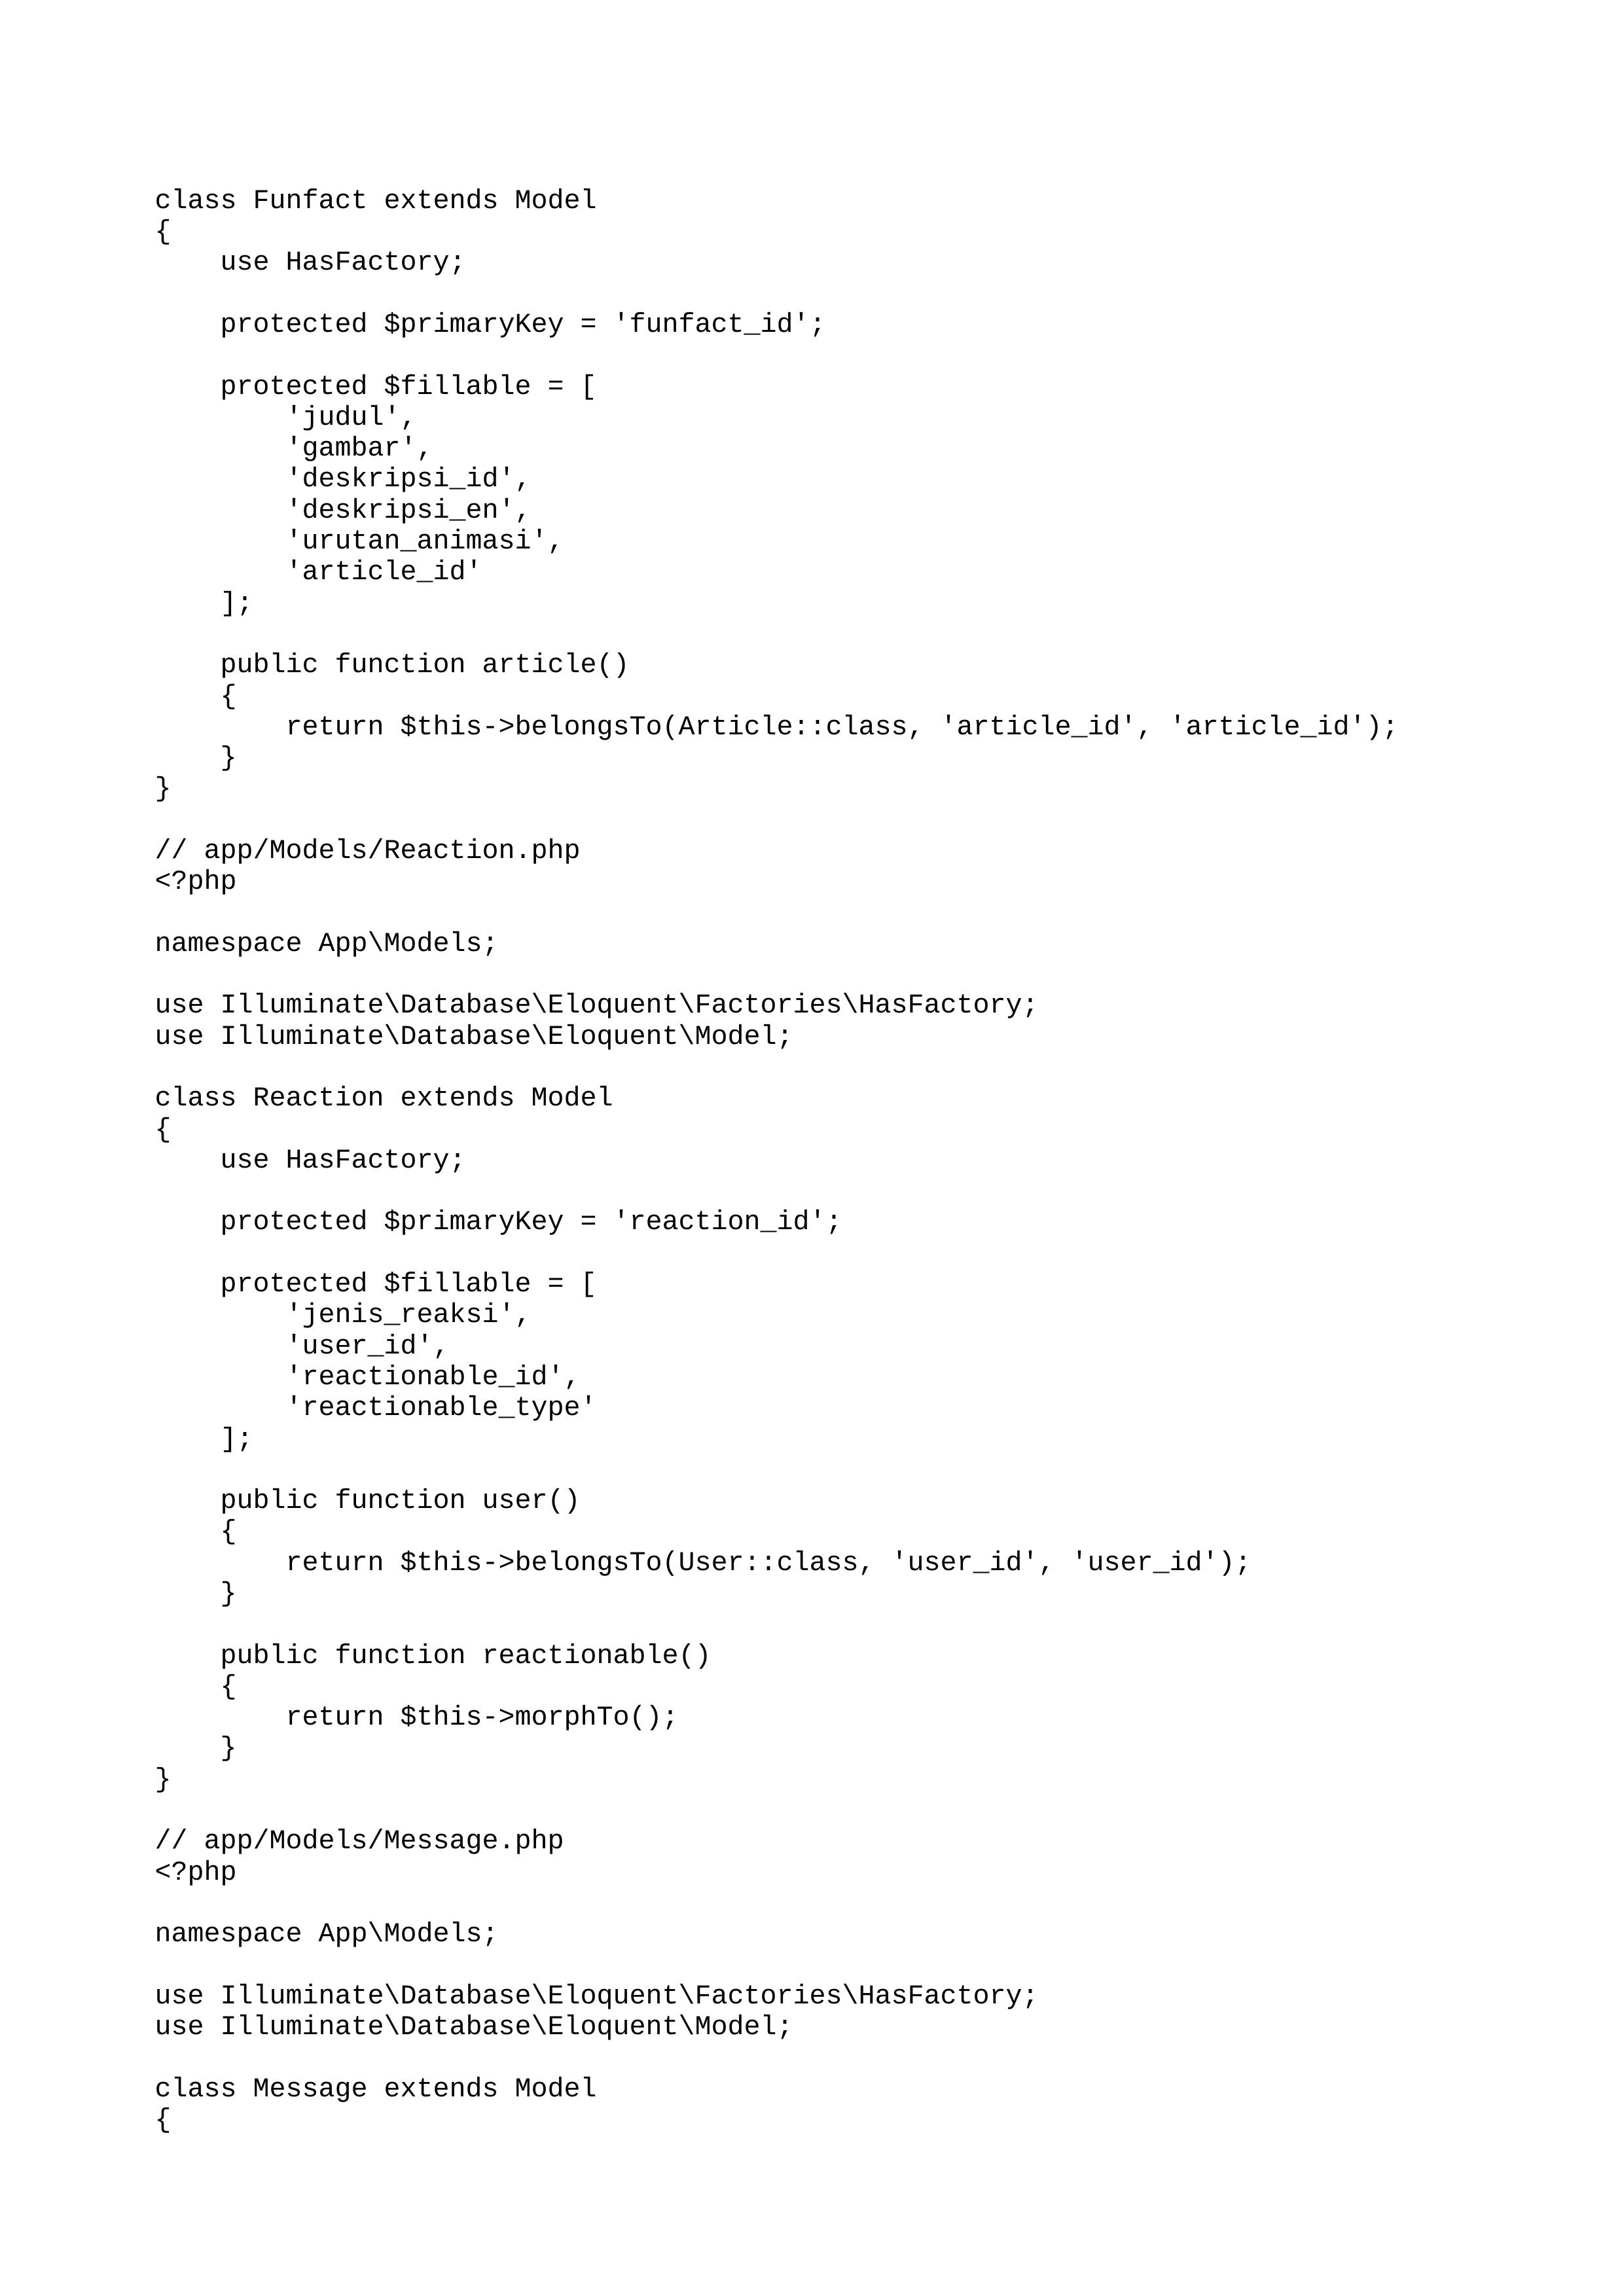 class Funfact extends Model
{
    use HasFactory;

    protected $primaryKey = 'funfact_id';

    protected $fillable = [
        'judul',
        'gambar',
        'deskripsi_id',
        'deskripsi_en',
        'urutan_animasi',
        'article_id'
    ];

    public function article()
    {
        return $this->belongsTo(Article::class, 'article_id', 'article_id');
    }
}

// app/Models/Reaction.php
<?php

namespace App\Models;

use Illuminate\Database\Eloquent\Factories\HasFactory;
use Illuminate\Database\Eloquent\Model;

class Reaction extends Model
{
    use HasFactory;

    protected $primaryKey = 'reaction_id';

    protected $fillable = [
        'jenis_reaksi',
        'user_id',
        'reactionable_id',
        'reactionable_type'
    ];

    public function user()
    {
        return $this->belongsTo(User::class, 'user_id', 'user_id');
    }

    public function reactionable()
    {
        return $this->morphTo();
    }
}

// app/Models/Message.php
<?php

namespace App\Models;

use Illuminate\Database\Eloquent\Factories\HasFactory;
use Illuminate\Database\Eloquent\Model;

class Message extends Model
{